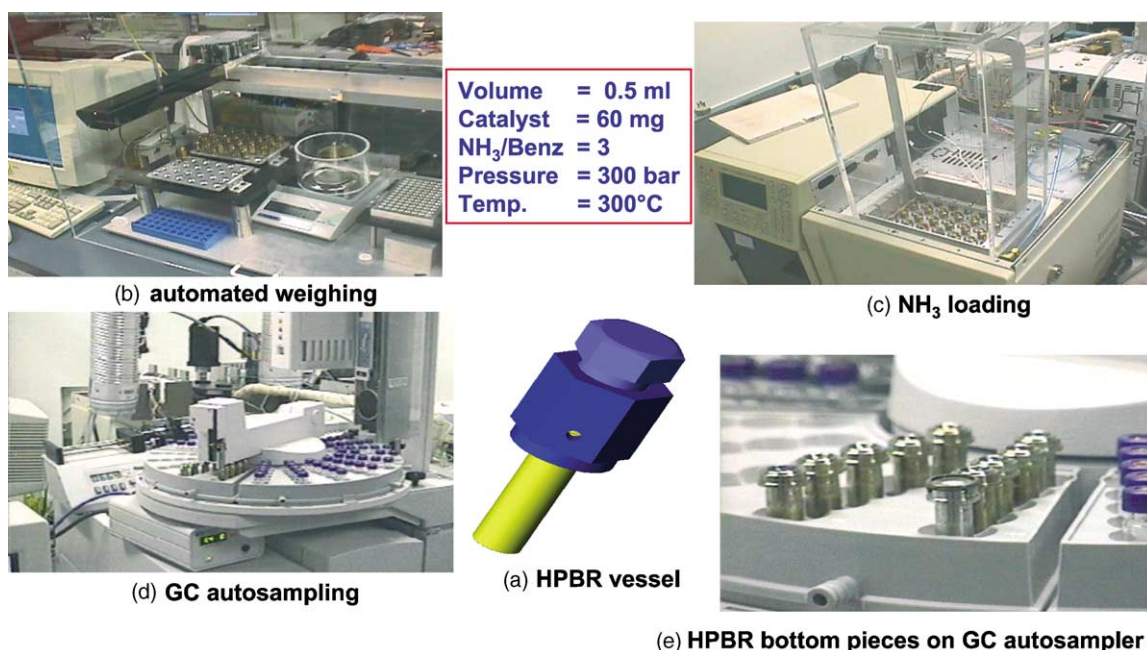 Volume = 0.5 ml
Catalyst = 60 mg
NH₃/Benz = 3
Pressure = 300 bar
Temp. = 300°C
(b) automated weighing
(c) NH₃ loading
(d) GC autosampling
(a) HPBR vessel
(e) HPBR bottom pieces on GC autosampler